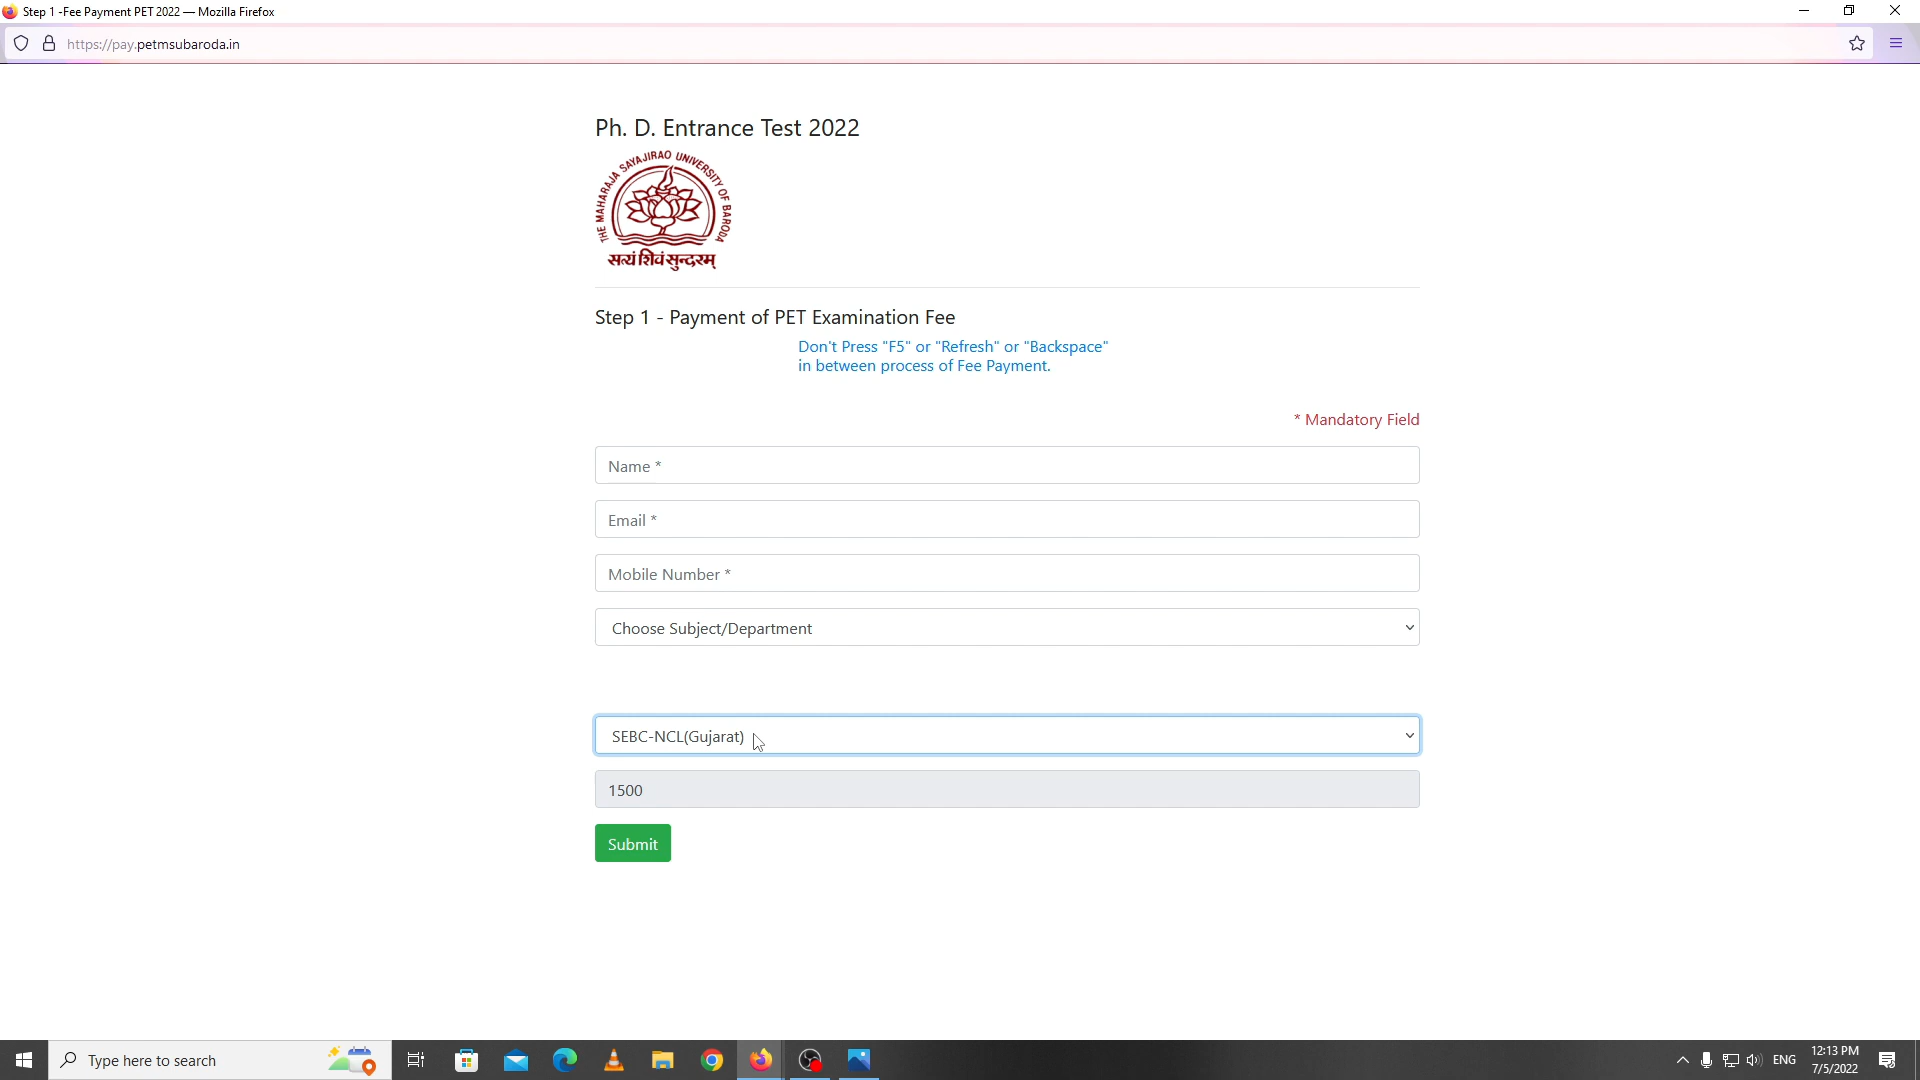 Step 1 -Fee Payment PET 2022 — Mozilla Firefox
https://pay.petmsubaroda.in
Ph. D. Entrance Test 2022
THE MAHARAJA SAYAJIRAO UNIVERSITY OF BARODA
सत्यं शिवं सुन्दरम्
Step 1 - Payment of PET Examination Fee
Don't Press "F5" or "Refresh" or "Backspace"
in between process of Fee Payment.
* Mandatory Field
Name *
Email *
Mobile Number *
Choose Subject/Department
SEBC-NCL(Gujarat)
1500
Submit
Type here to search
ENG
12:13 PM
7/5/2022